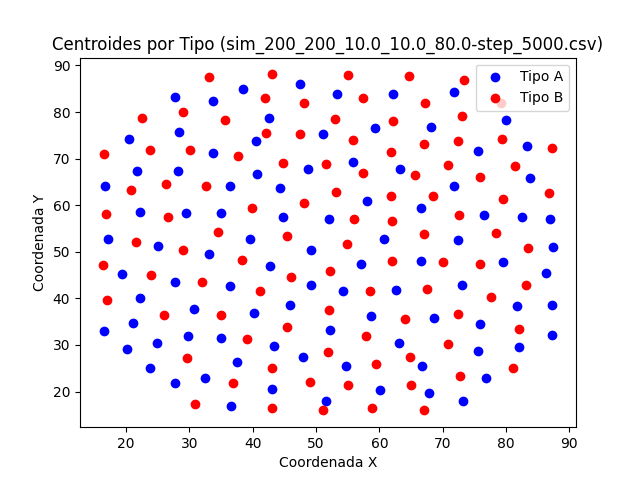 Centroides por Tipo (sim_200_200_10.0_10.0_80.0-step_5000.csv)
Tipo A
Tipo B
90
80
70
60
50
40
30
20
Coordenada Y
20 30 40 50 60 70 80 90
Coordenada X